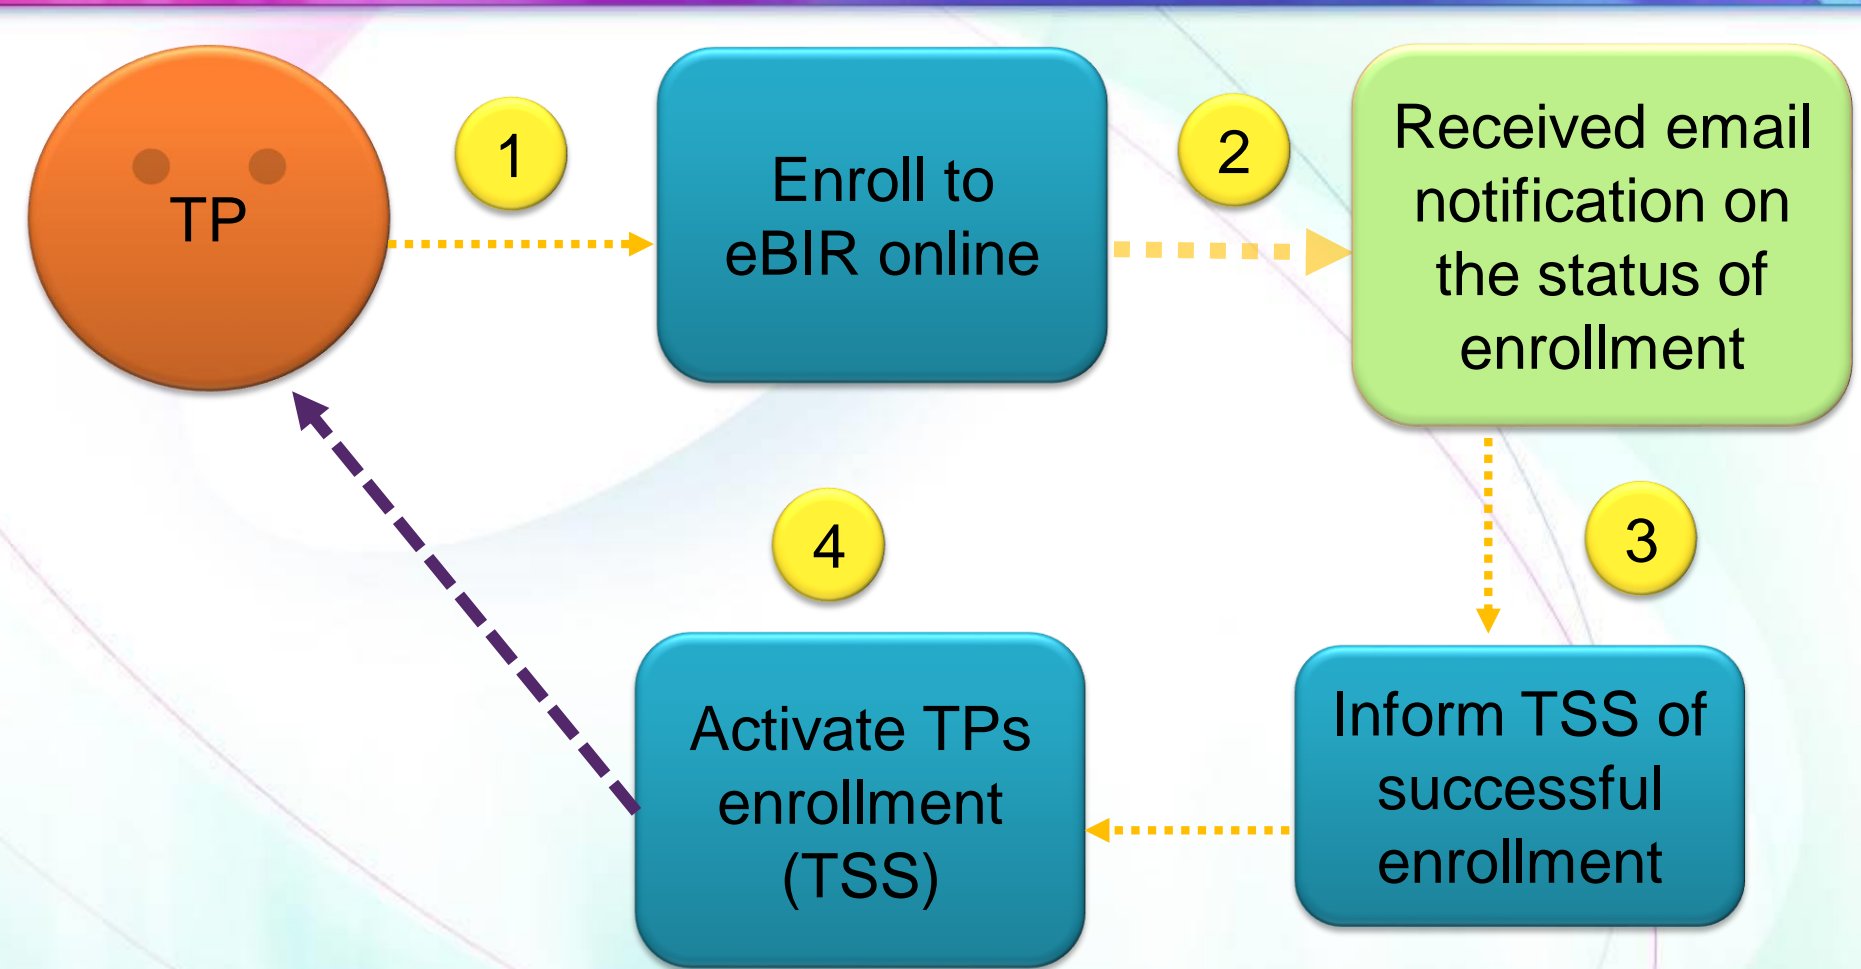 TP
1
Enroll to
eBIR online
2
Received email
notification on
the status of
enrollment
3
Inform TSS of
successful
enrollment
4
Activate TPs
enrollment
(TSS)